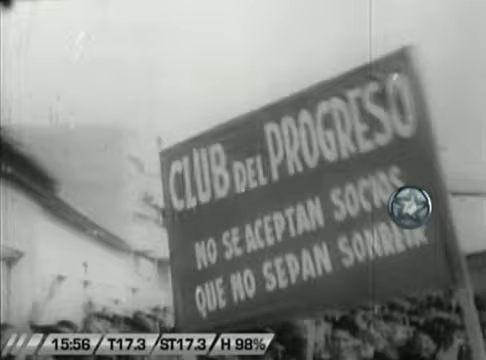 CLUB DEL PROGRESO
NO SE ACEPTAN SOCIOS
QUE NO SEPAN SONREIR
15:56 / T17.3 / ST17.3 / H 98%